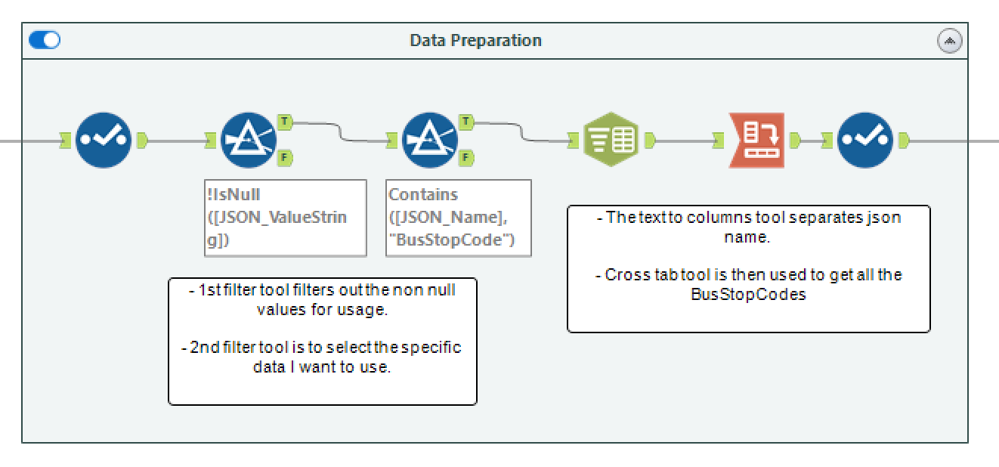 Data Preparation
T
F
T
F
!IsNull
([JSON_ValueStrin
g])
Contains
([JSON_Name],
"BusStopCode")
- 1st filter tool filters out the non null
values for usage.
- 2nd filter tool is to select the specific
data I want to use.
- The text to columns tool separates json
name.
- Cross tab tool is then used to get all the
BusStopCodes